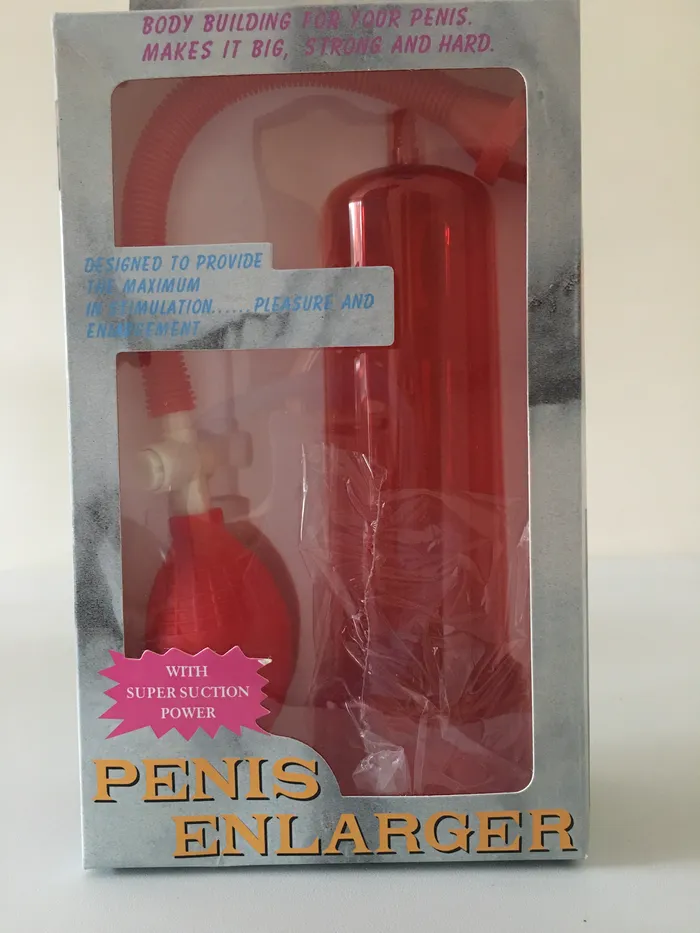 BODY BUILDING FOR YOUR PENIS.
MAKES IT BIG, STRONG AND HARD.
DESIGNED TO PROVIDE
THE MAXIMUM
IN STIMULATION......PLEASURE AND
ENLARGEMENT
WITH
SUPER SUCTION
POWER
PENIS
ENLARGER